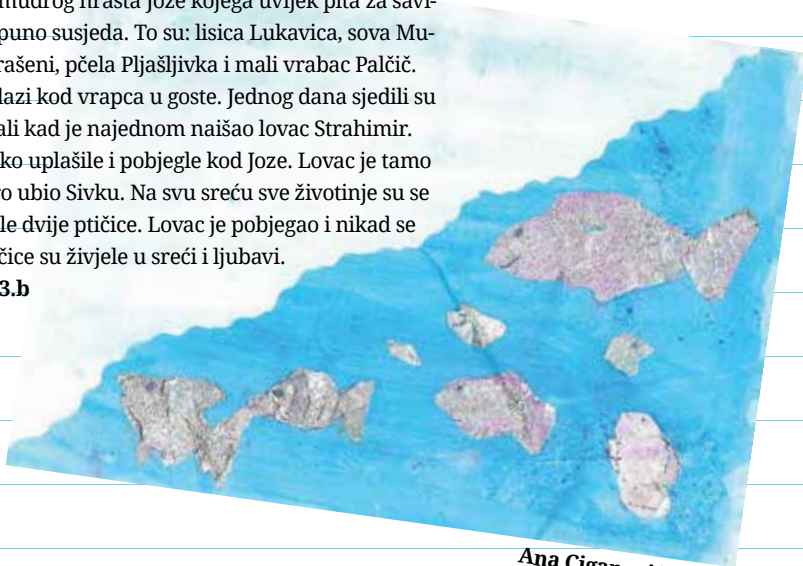 mudrog hrasta Joze kojega uvijek pita za savi-
puno susjeda. To su: lisica Lukavica, sova Mu-
rašeni, pčela Pljašljivka i mali vrabac Palčič.
lazi kod vrapca u goste. Jednog dana sjedili su
ali kad je najednom naišao lovac Strahimir.
ko uplašile i pobjegle kod Joze. Lovac je tamo
o ubio Sivku. Na svu sreću sve životinje su se
le dvije ptičice. Lovac je pobjegao i nikad se
čice su živjele u sreći i ljubavi.
3.b
Ana